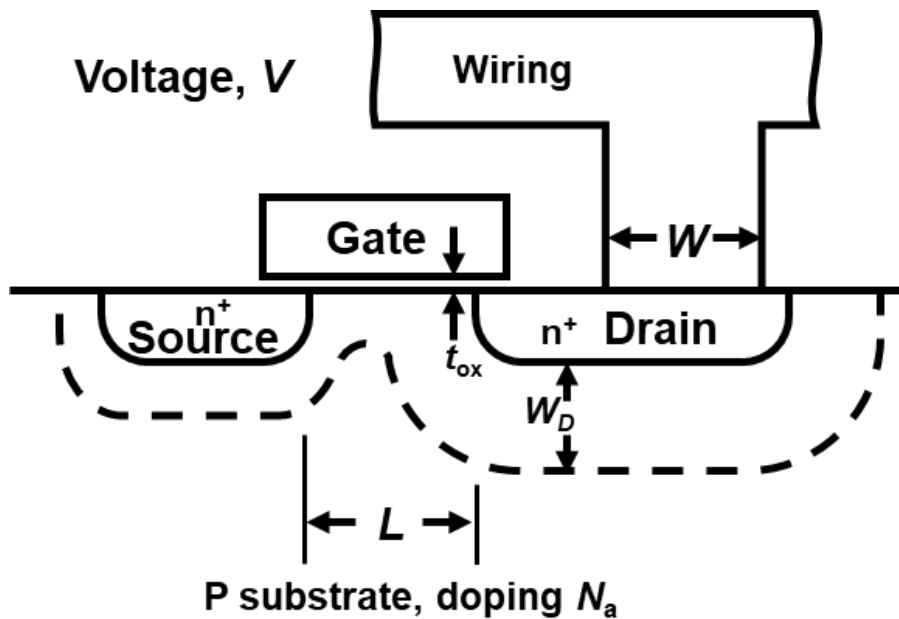 Voltage, V
Wiring
Gate
W
n+
Source
tox
n+ Drain
WD
L
P substrate, doping Na